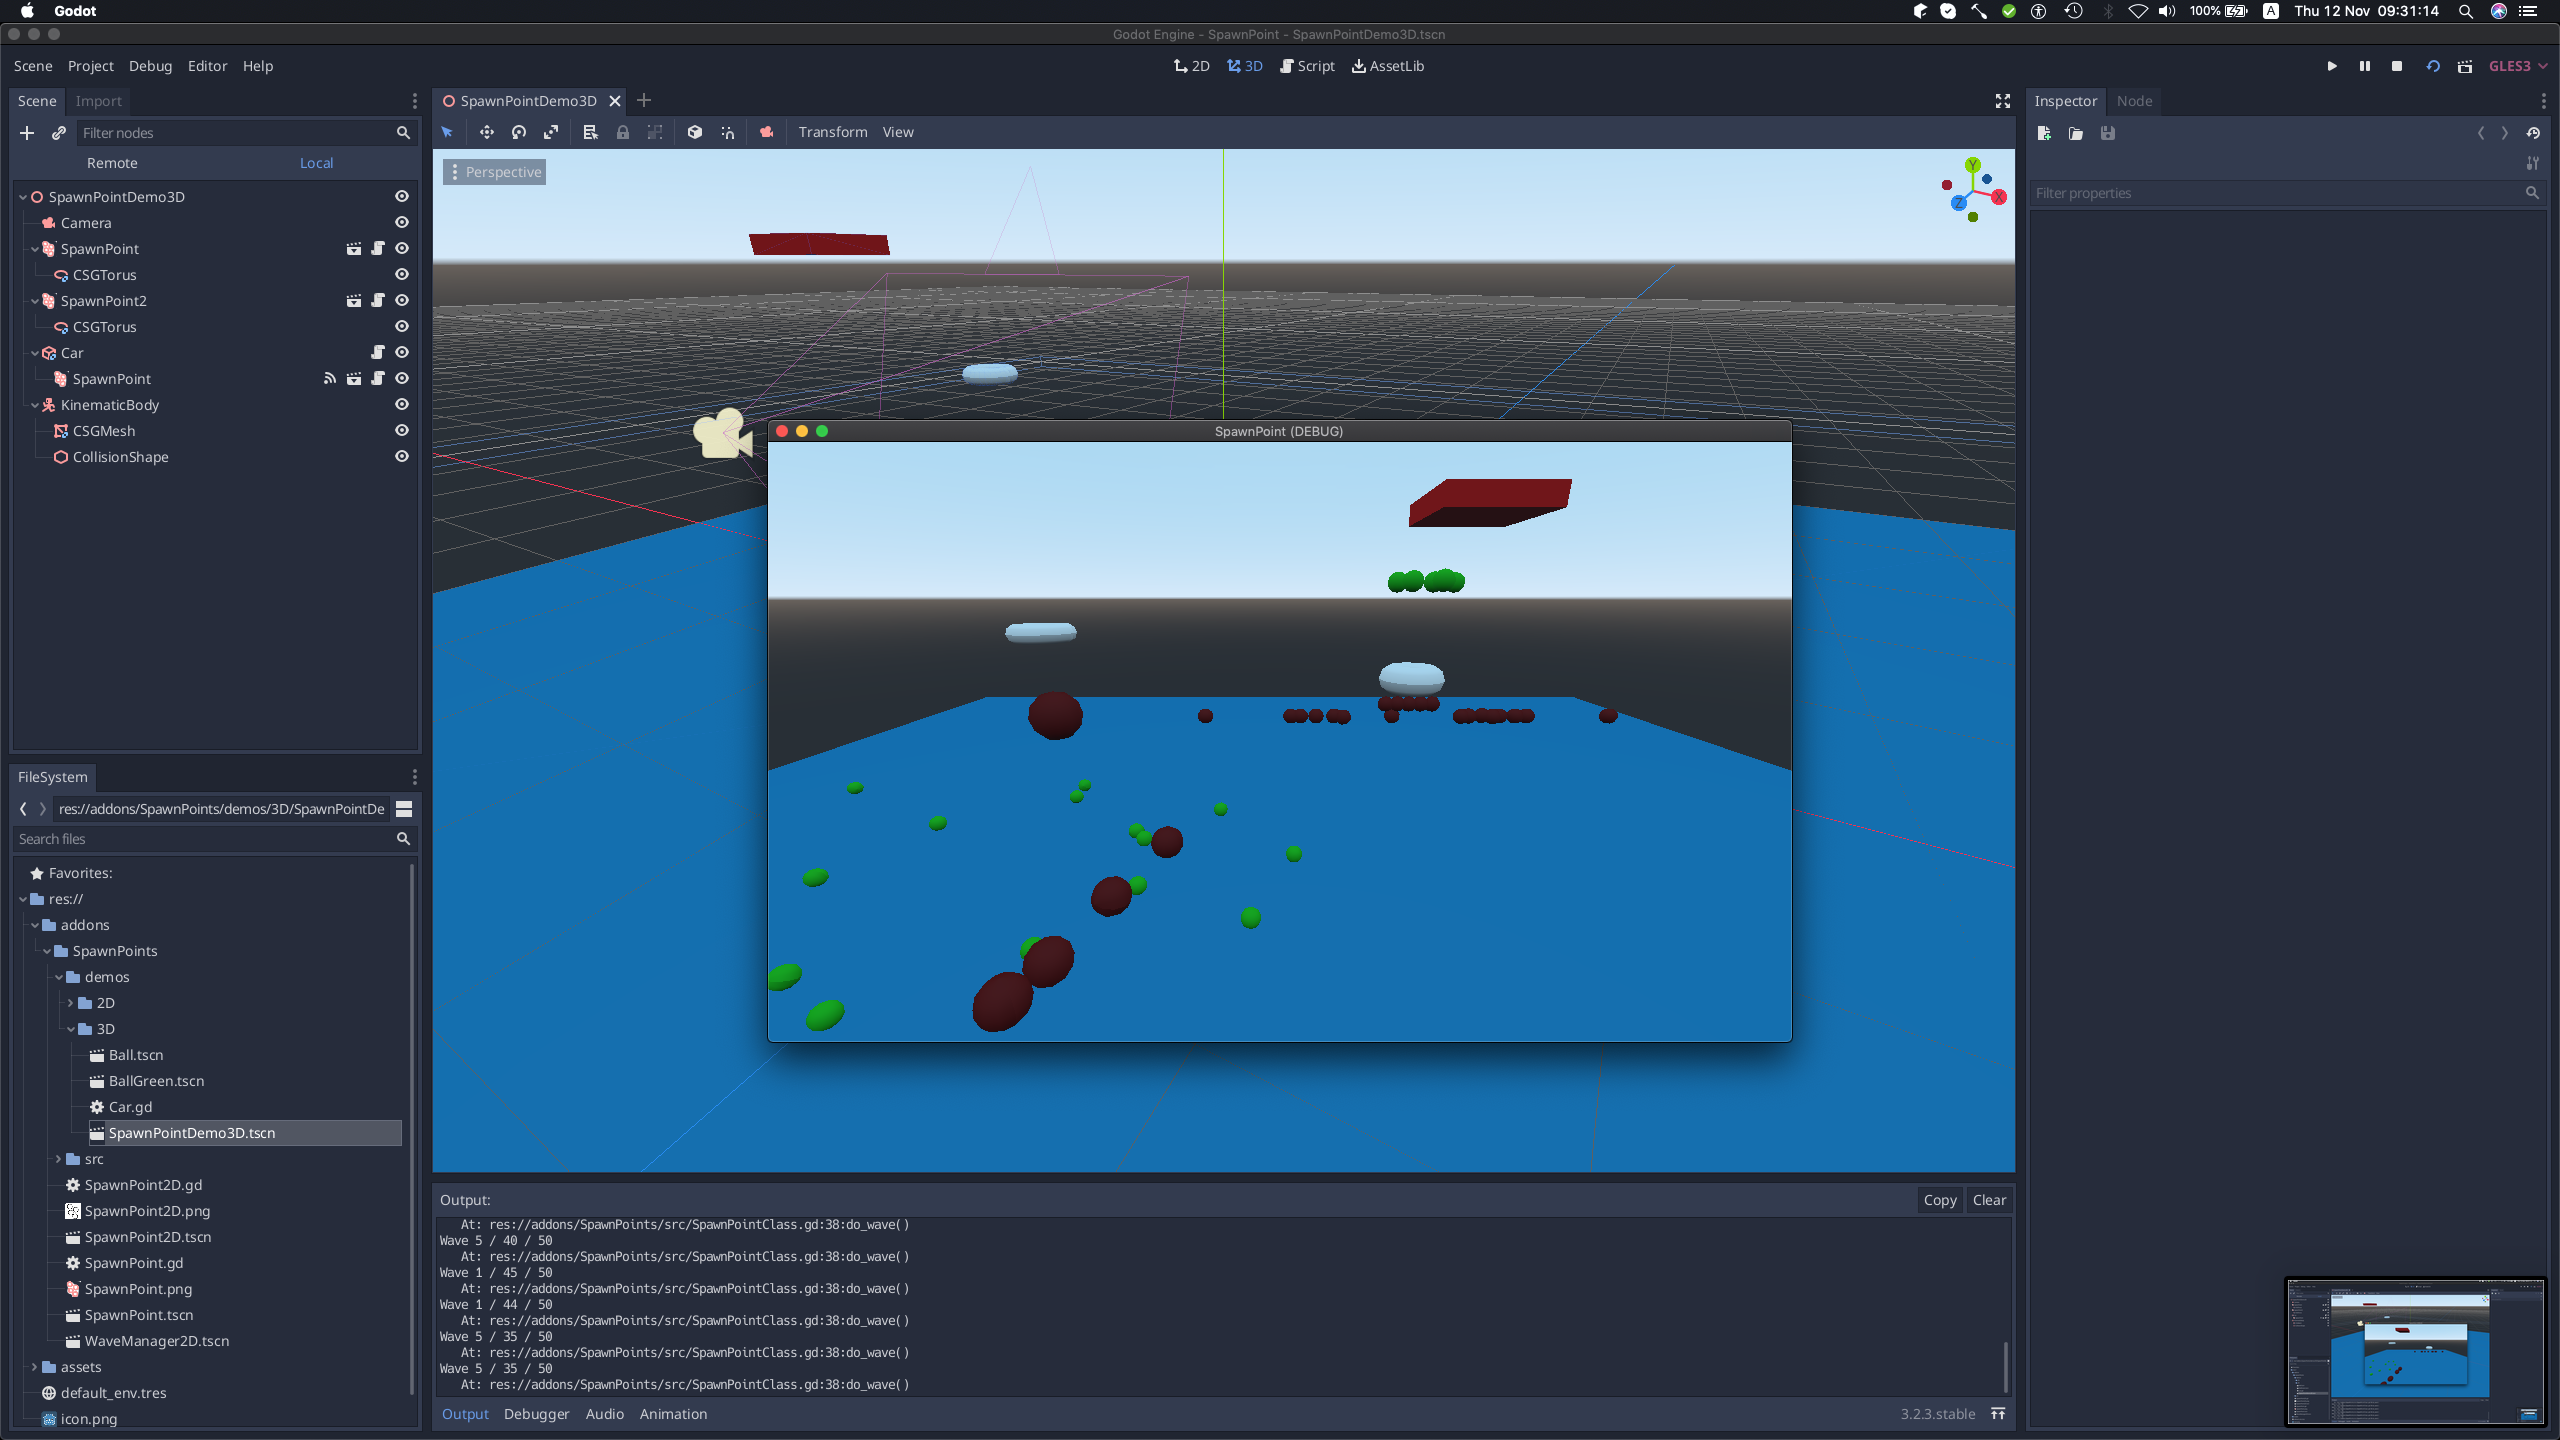 Godot
100%
A
Thu 12 Nov 09:31:14
Godot Engine - SpawnPoint - SpawnPointDemo3D.tscn
Scene Project Debug Editor Help
2D 3D Script AssetLib
GLES3
Scene Import
SpawnPointDemo3D
Inspector Node
Filter nodes
Transform View
Remote Local
Perspective
Filter properties
Y
X
Z
SpawnPointDemo3D
Camera
SpawnPoint
CSGTorus
SpawnPoint2
CSGTorus
Car
SpawnPoint
KinematicBody
CSGMesh
CollisionShape
SpawnPoint (DEBUG)
FileSystem
res://addons/SpawnPoints/demos/3D/SpawnPointDe
Search files
Favorites:
res://
addons
SpawnPoints
demos
2D
3D
Ball.tscn
BallGreen.tscn
Car.gd
SpawnPointDemo3D.tscn
src
SpawnPoint2D.gd
SpawnPoint2D.png
SpawnPoint2D.tscn
SpawnPoint.gd
SpawnPoint.png
SpawnPoint.tscn
WaveManager2D.tscn
assets
default_env.tres
icon.png
Output:
Copy Clear
At: res://addons/SpawnPoints/src/SpawnPointClass.gd:38:do_wave()
Wave 5 / 40 / 50
At: res://addons/SpawnPoints/src/SpawnPointClass.gd:38:do_wave()
Wave 1 / 45 / 50
At: res://addons/SpawnPoints/src/SpawnPointClass.gd:38:do_wave()
Wave 1 / 44 / 50
At: res://addons/SpawnPoints/src/SpawnPointClass.gd:38:do_wave()
Wave 5 / 35 / 50
At: res://addons/SpawnPoints/src/SpawnPointClass.gd:38:do_wave()
Wave 5 / 35 / 50
At: res://addons/SpawnPoints/src/SpawnPointClass.gd:38:do_wave()
Output Debugger Audio Animation
3.2.3.stable